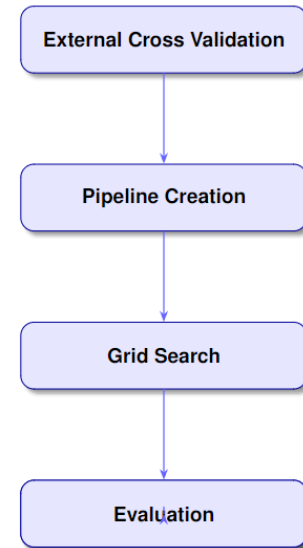 External Cross Validation
Pipeline Creation
Grid Search
Evaluation